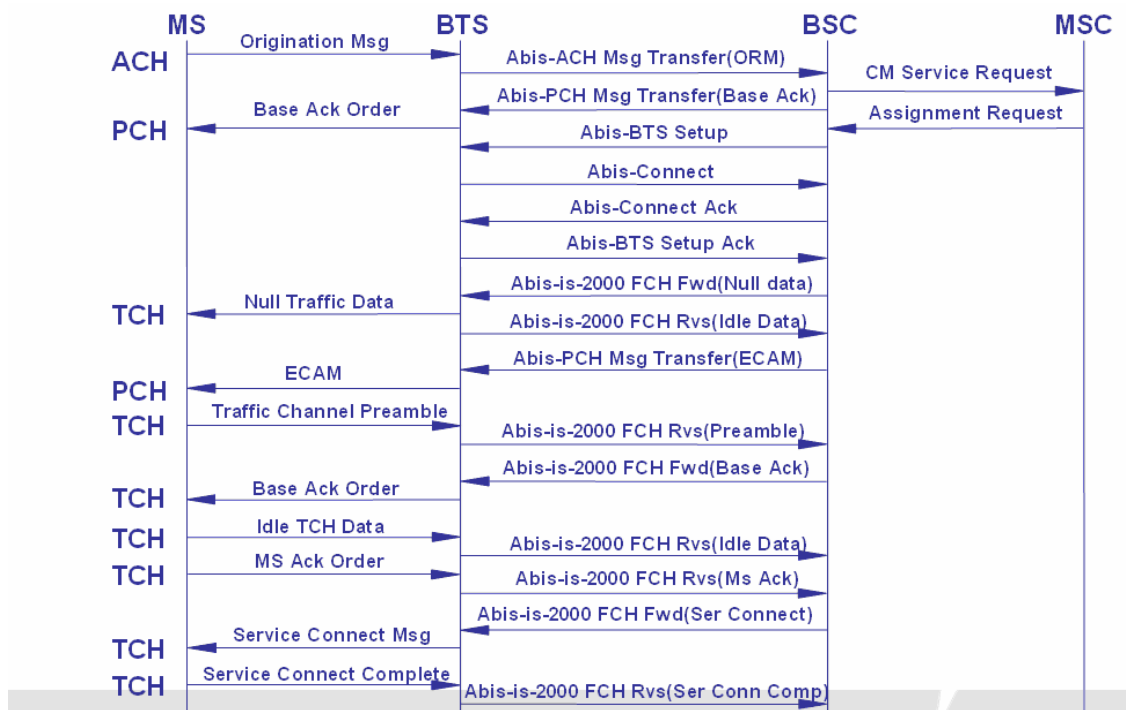 MS BTS BSC MSC
Origination Msg
ACH
Abis-ACH Msg Transfer(ORM)
CM Service Request
Abis-PCH Msg Transfer(Base Ack)
Base Ack Order
Assignment Request
PCH
Abis-BTS Setup
Abis-Connect
Abis-Connect Ack
Abis-BTS Setup Ack
Abis-is-2000 FCH Fwd(Null data)
Null Traffic Data
TCH
Abis-is-2000 FCH Rvs(Idle Data)
Abis-PCH Msg Transfer(ECAM)
ECAM
PCH
Traffic Channel Preamble
TCH
Abis-is-2000 FCH Rvs(Preamble)
Abis-is-2000 FCH Fwd(Base Ack)
Base Ack Order
TCH
Idle TCH Data
TCH
Abis-is-2000 FCH Rvs(Idle Data)
MS Ack Order
TCH
Abis-is-2000 FCH Rvs(Ms Ack)
Abis-is-2000 FCH Fwd(Ser Connect)
Service Connect Msg
TCH
Service Connect Complete
TCH
Abis-is-2000 FCH Rvs(Ser Conn Comp)